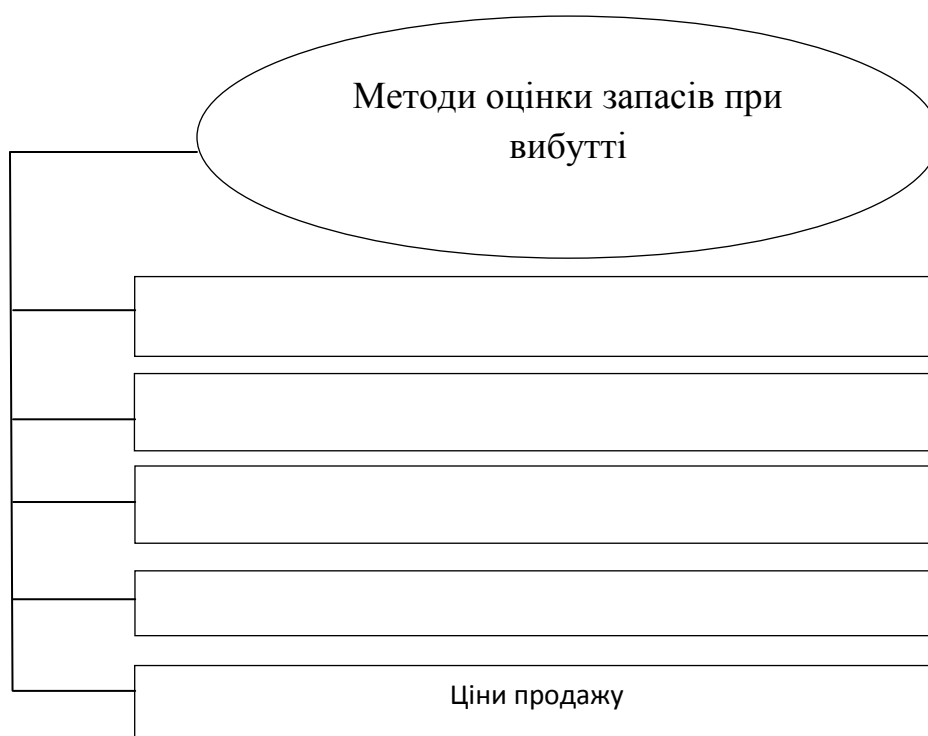 Методи оцінки запасів при
вибутті
Ціни продажу